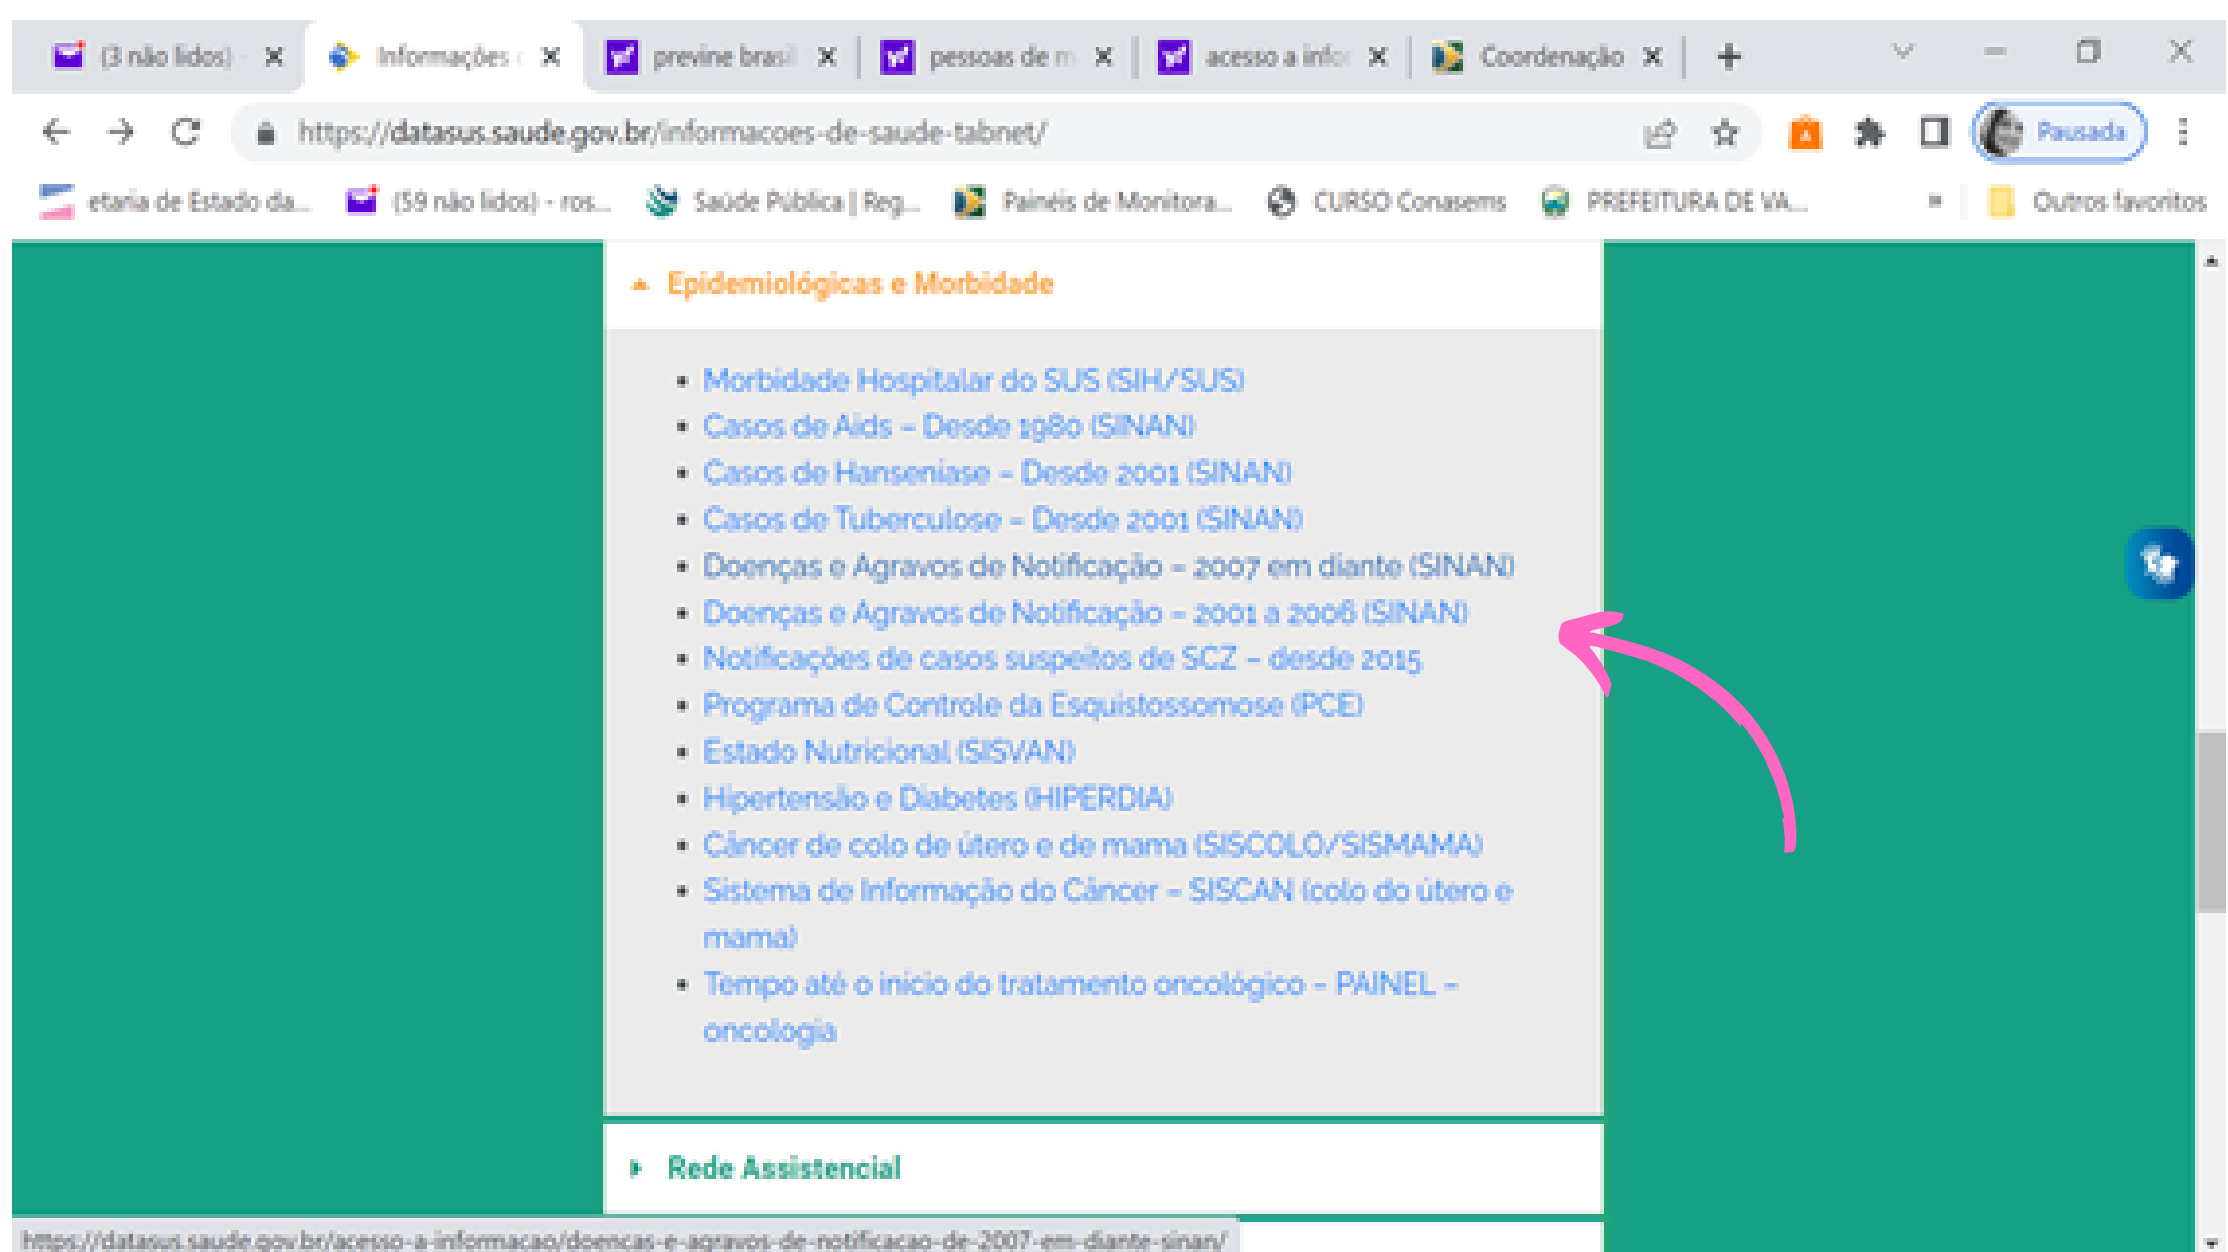 (3 não lidos) -
Informações
previne brasil
pessoas de m
acesso a infor
Coordenação
https://datasus.saude.gov.br/informacoes-de-saude-tabnet/
Pausada
etaria de Estado da...
(59 não lidos) - ros...
Saúde Pública | Reg...
Painéis de Monitora...
CURSO Conasems
PREFEITURA DE VA...
»
Outros favoritos
Epidemiológicas e Morbidade
• Morbidade Hospitalar do SUS (SIH/SUS)
• Casos de Aids – Desde 1980 (SINAN)
• Casos de Hanseníase – Desde 2001 (SINAN)
• Casos de Tuberculose – Desde 2001 (SINAN)
• Doenças e Agravos de Notificação – 2007 em diante (SINAN)
• Doenças e Agravos de Notificação – 2001 a 2006 (SINAN)
• Notificações de casos suspeitos de SCZ – desde 2015
• Programa de Controle da Esquistossomose (PCE)
• Estado Nutricional (SISVAN)
• Hipertensão e Diabetes (HIPERDIA)
• Câncer de colo de útero e de mama (SISCOLO/SISMAMA)
• Sistema de Informação do Câncer – SISCAN (colo do útero e
mama)
• Tempo até o início do tratamento oncológico – PAINEL –
oncologia
Rede Assistencial
https://datasus.saude.gov.br/acesso-a-informacao/doencas-e-agravos-de-notificacao-de-2007-em-diante-sinan/